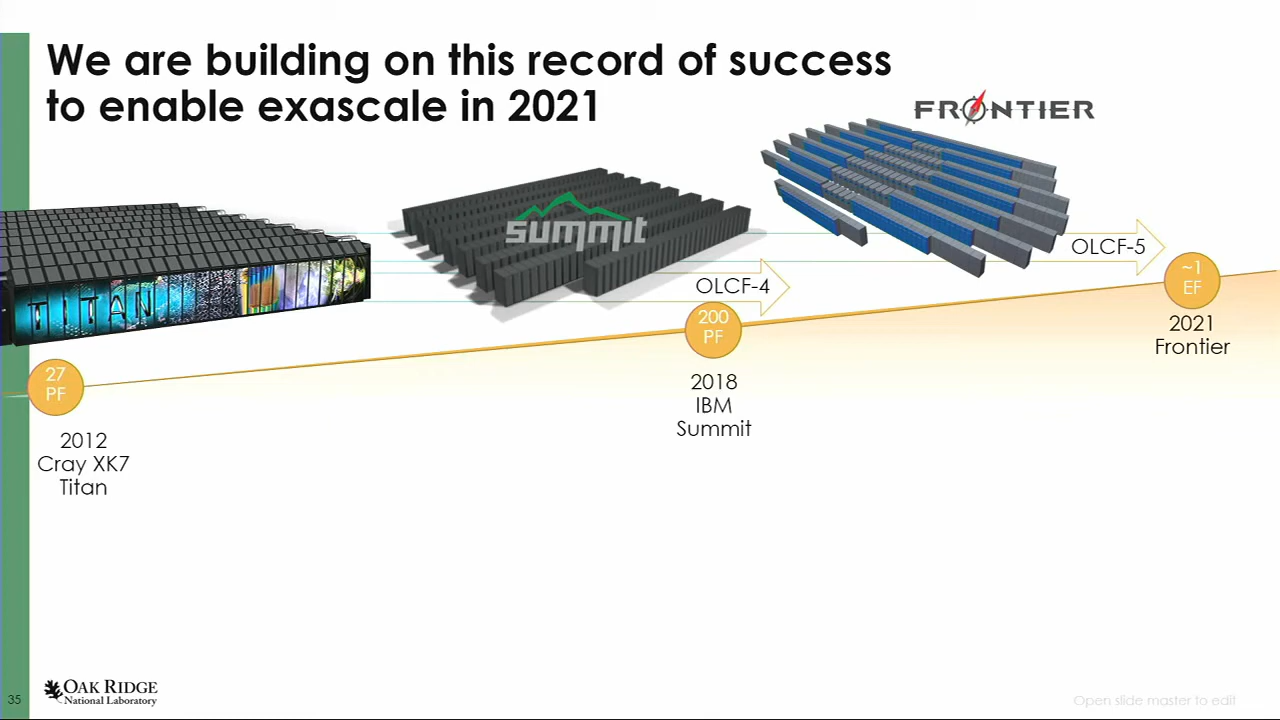 We are building on this record of success
to enable exascale in 2021
FRONTIER
summit
TITAN
OLCF-5
OLCF-4
~1
EF
200
PF
27
PF
2021
Frontier
2018
IBM
Summit
2012
Cray XK7
Titan
35
OAK RIDGE
National Laboratory
Open slide master to edit